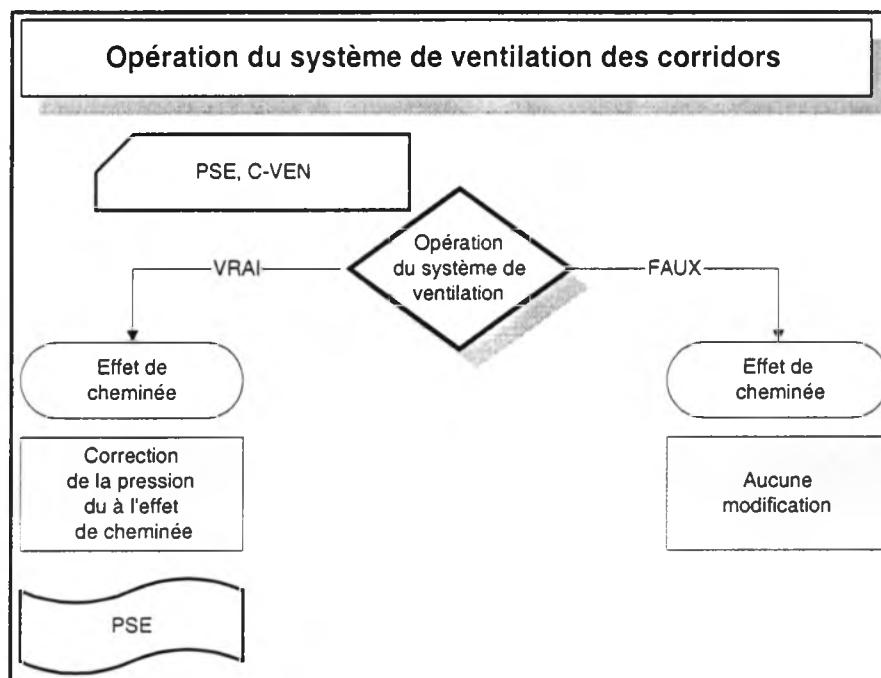 Opération du système de ventilation des corridors
PSE, C-VEN
Opération
du système de
ventilation
VRAI
FAUX
Effet de
cheminée
Effet de
cheminée
Correction
de la pression
du à l'effet
de cheminée
Aucune
modification
PSE